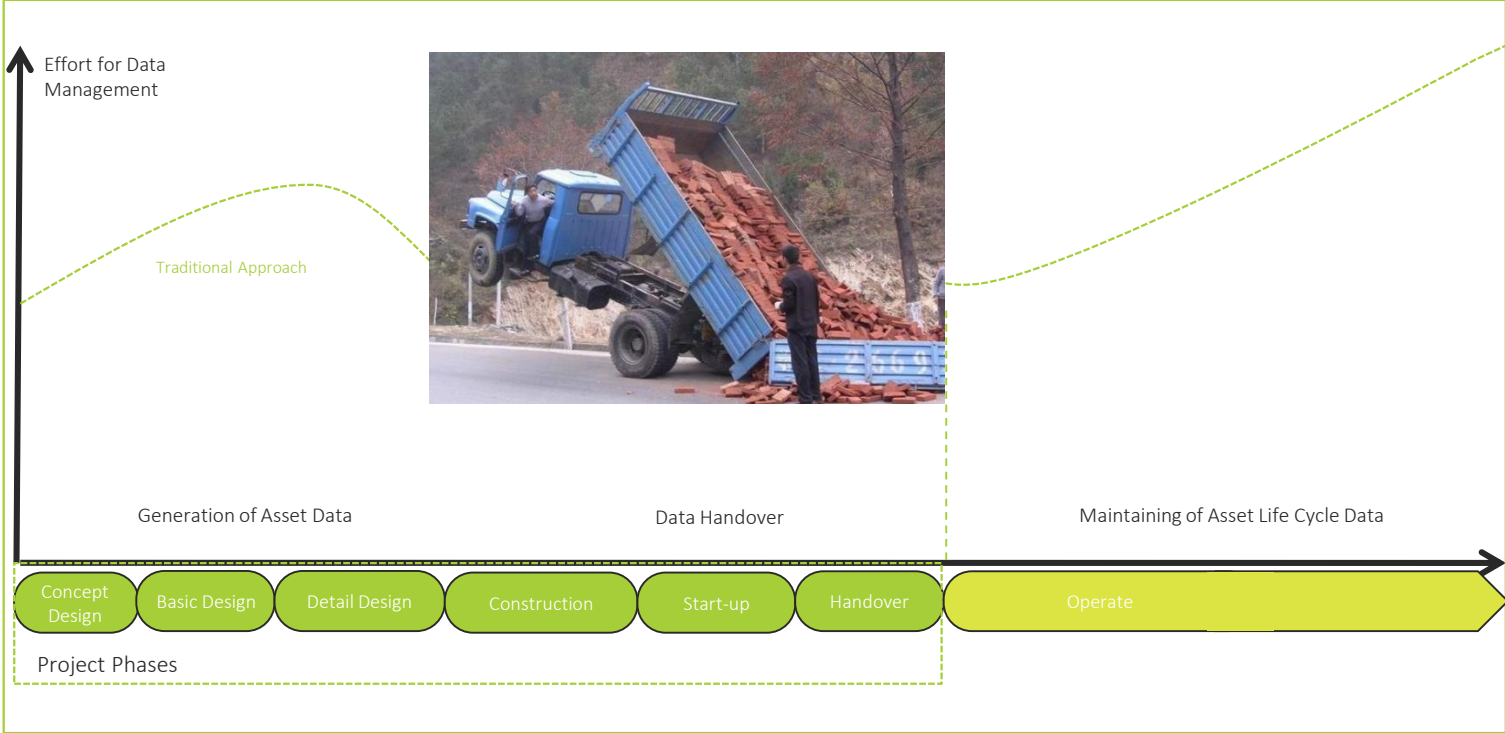 Effort for Data
Management
Traditional Approach
2669
Generation of Asset Data
Data Handover
Maintaining of Asset Life Cycle Data
Concept
Design
Basic Design
Detail Design
Construction
Start-up
Handover
Operate
Project Phases